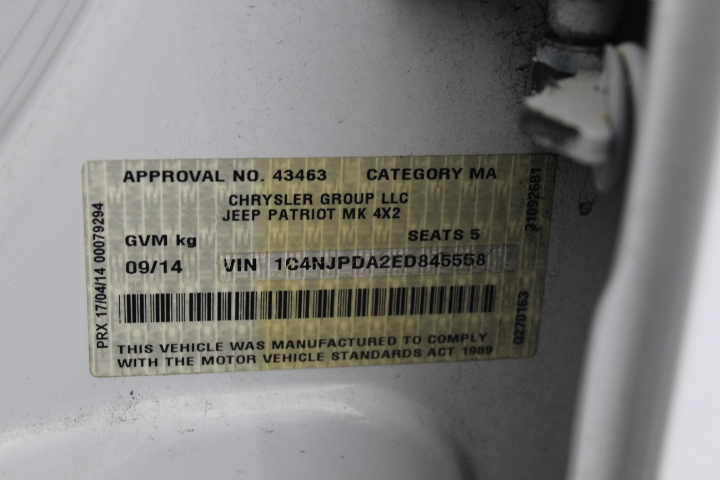 APPROVAL NO. 43463 CATEGORY MA
CHRYSLER GROUP LLC
JEEP PATRIOT MK 4X2
GVM kg SEATS 5
09/14 VIN 1C4NJPDA2ED845558
THIS VEHICLE WAS MANUFACTURED TO COMPLY
WITH THE MOTOR VEHICLE STANDARDS ACT 1989
PRX 17/04/14 00079294
31092681
0270163